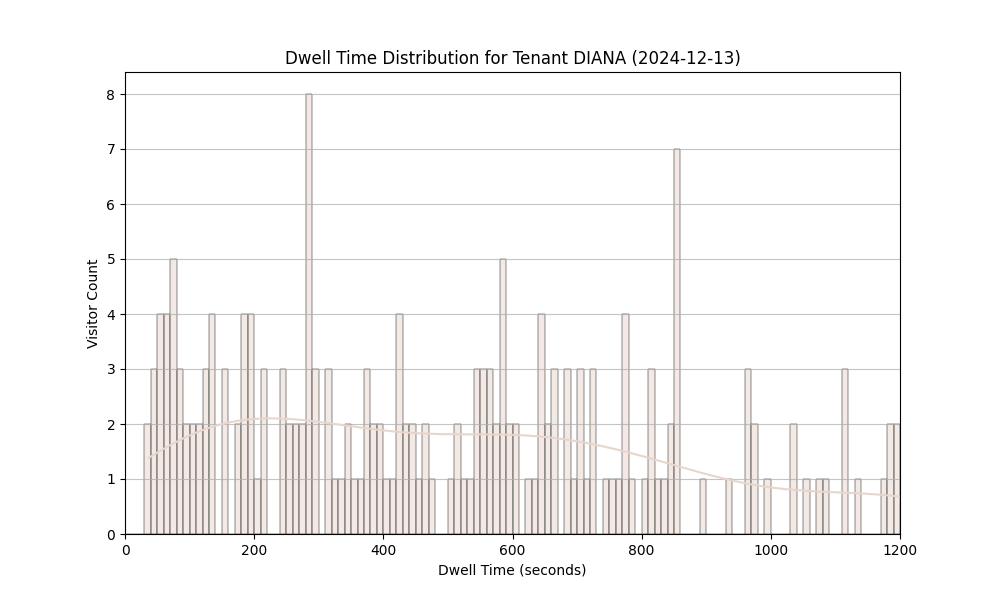 Dwell Time Distribution for Tenant DIANA (2024-12-13)
8
7
6
5
4
3
2
1
0
Visitor Count
0 200 400 600 800 1000 1200
Dwell Time (seconds)